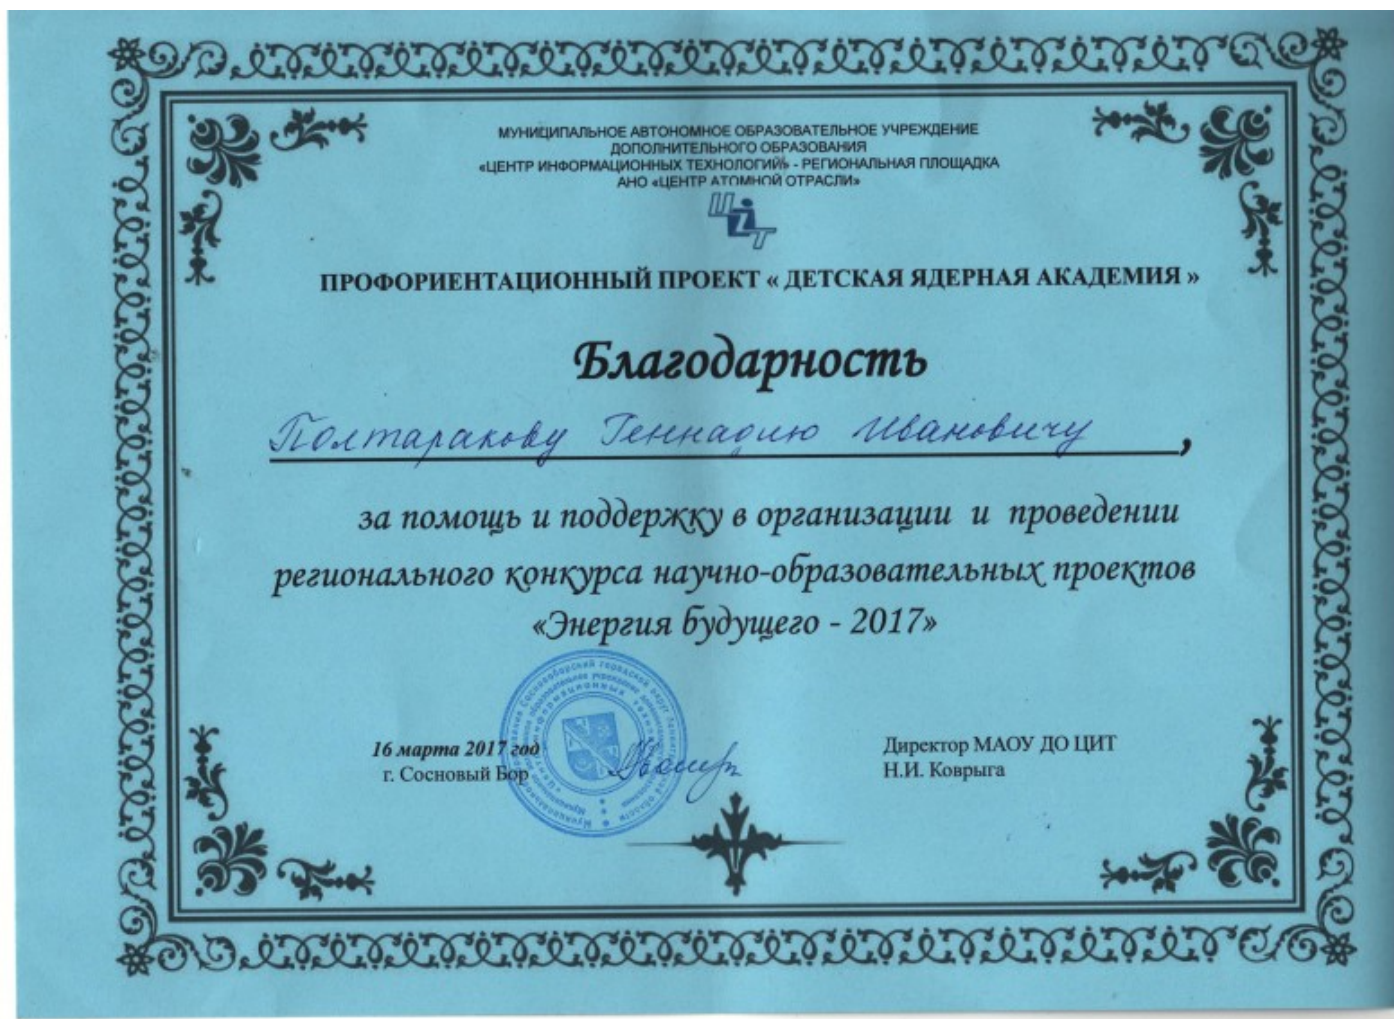 МУНИЦИПАЛЬНОЕ АВТОНОМНОЕ ОБРАЗОВАТЕЛЬНОЕ УЧРЕЖДЕНИЕ
ДОПОЛНИТЕЛЬНОГО ОБРАЗОВАНИЯ
«ЦЕНТР ИНФОРМАЦИОННЫХ ТЕХНОЛОГИЙ» - РЕГИОНАЛЬНАЯ ПЛОЩАДКА
АНО «ЦЕНТР АТОМНОЙ ОТРАСЛИ»
ЦИТ
ПРОФОРИЕНТАЦИОННЫЙ ПРОЕКТ « ДЕТСКАЯ ЯДЕРНАЯ АКАДЕМИЯ »
Благодарность
Полтаракову Геннадию Ивановичу,
за помощь и поддержку в организации и проведении
регионального конкурса научно-образовательных проектов
«Энергия будущего - 2017»
16 марта 2017 год
г. Сосновый Бор
Директор МАОУ ДО ЦИТ
Н.И. Коврыга